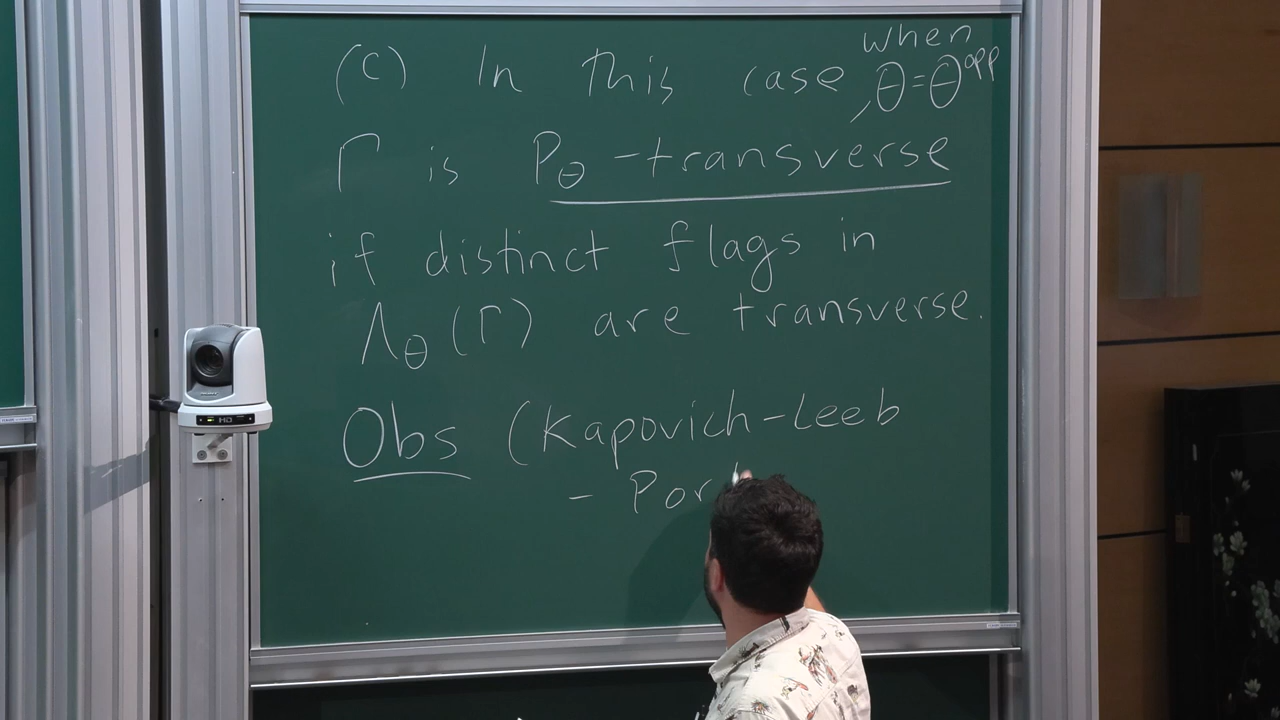 when
(c) In this case, θ=θ^opp
Γ is P_θ-transverse
if distinct flags in
Λ_θ(Γ) are transverse.
Obs (Kapovich-Leeb
- Por
HD